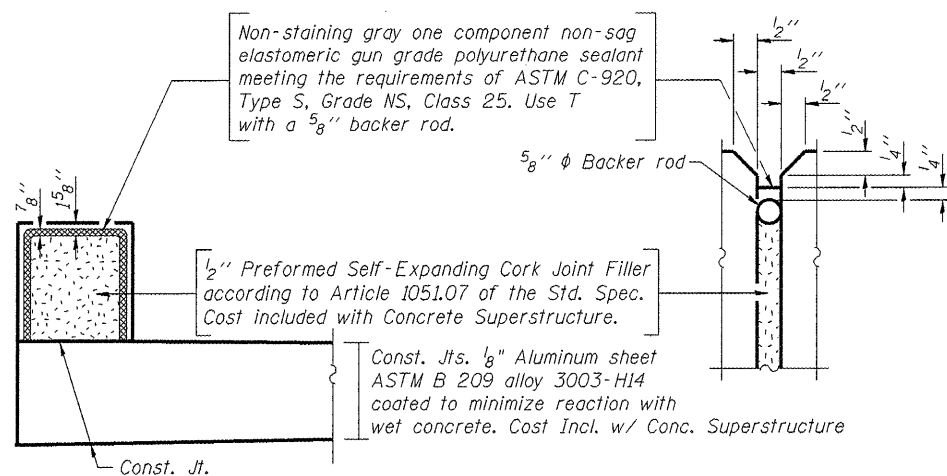 Non-staining gray one component non-sag
elastomeric gun grade polyurethane sealant
meeting the requirements of ASTM C-920,
Type S, Grade NS, Class 25. Use T
with a 5/8" backer rod.
1/2"
1/2"
1/2"
1/2"
1/4"
1/4"
5/8" φ Backer rod
7/8"
1 5/8"
1/2" Preformed Self-Expanding Cork Joint Filler
according to Article 1051.07 of the Std. Spec.
Cost included with Concrete Superstructure.
Const. Jts. 1/8" Aluminum sheet
ASTM B 209 alloy 3003-H14
coated to minimize reaction with
wet concrete. Cost Incl. w/ Conc. Superstructure
Const. Jt.